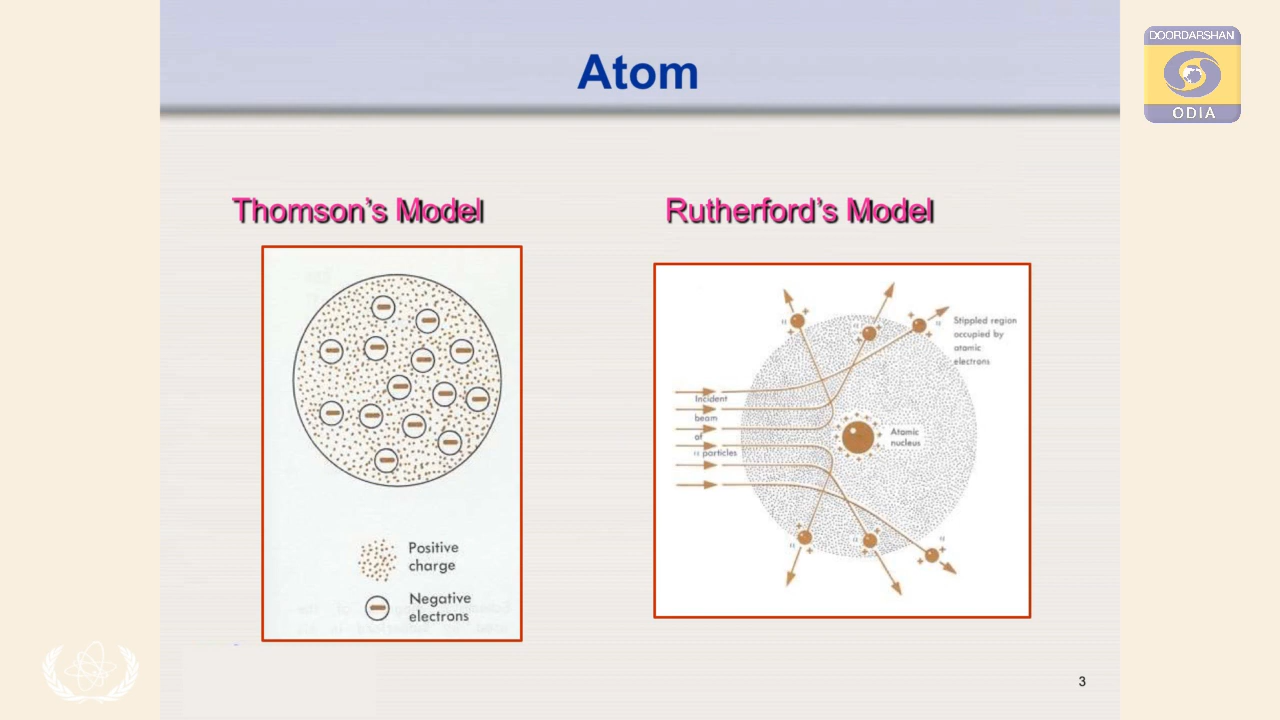 Atom
DOORDARSHAN
ODIA
Thomson's Model
Rutherford's Model
Positive
charge
Negative
electrons
α
α
α
Stippled region
occupied by
atomic
electrons
Incident
beam
of
α particles
Atomic
nucleus
α
α
α
3